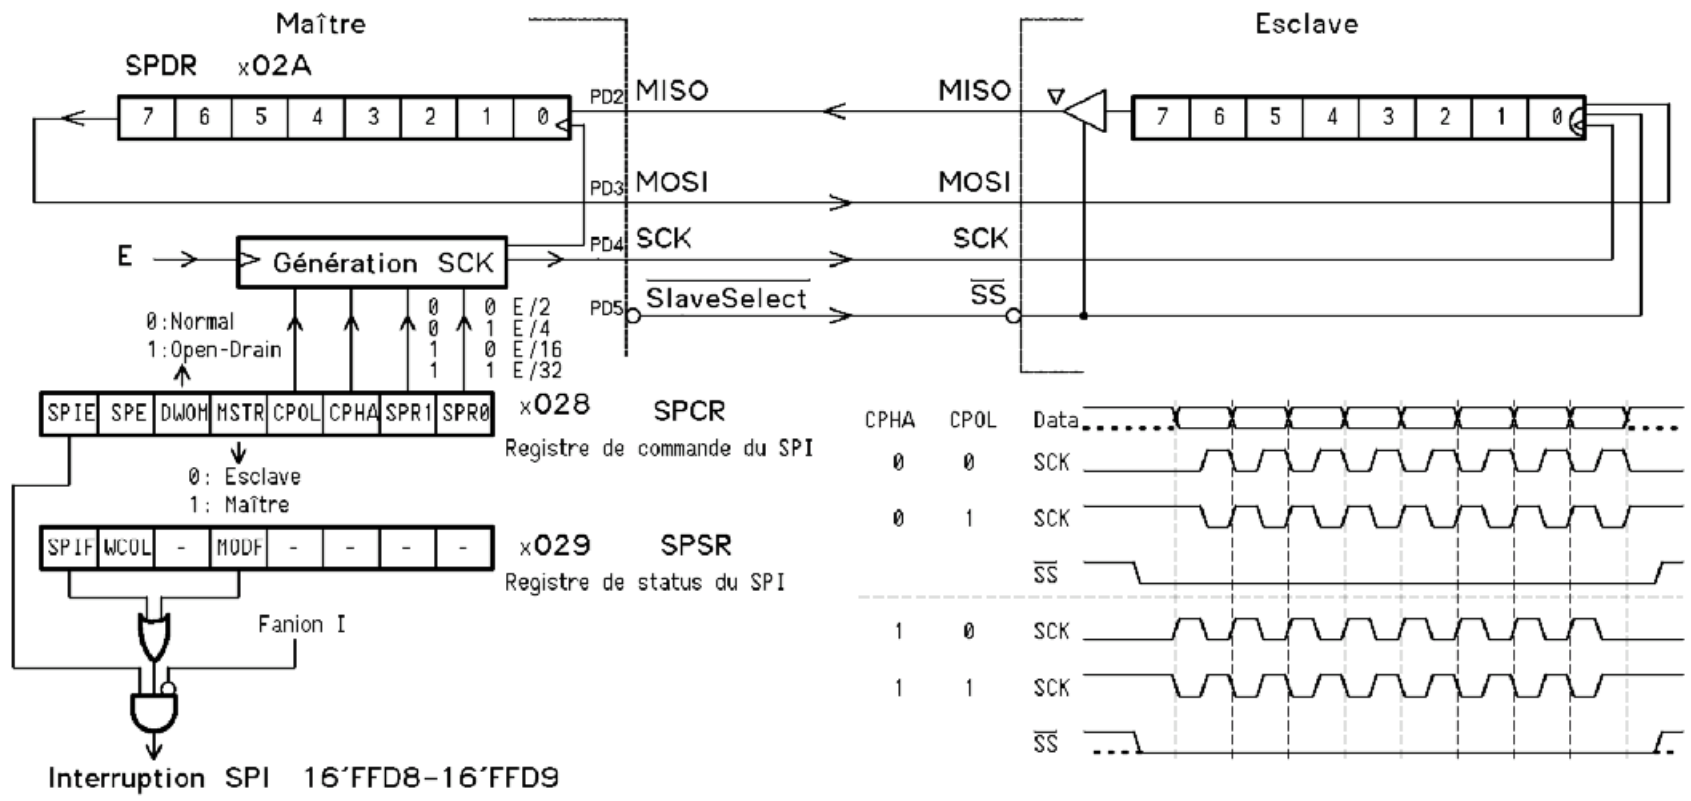 Maître
Esclave
SPDR x02A
7 6 5 4 3 2 1 0
PD2 MISO
MISO
7 6 5 4 3 2 1 0
PD3 MOSI
MOSI
E
Génération SCK
PD4 SCK
SCK
PD5 SlaveSelect
SS
0:Normal
1:Open-Drain
0 0 E/2
0 1 E/4
1 0 E/16
1 1 E/32
SPIE SPE DWOM MSTR CPOL CPHA SPR1 SPR0
x028 SPCR
Registre de commande du SPI
0: Esclave
1: Maître
SPIF WCOL - MODF - - - -
x029 SPSR
Registre de status du SPI
Fanion I
Interruption SPI 16'FFD8-16'FFD9
CPHA CPOL Data
0 0 SCK
0 1 SCK
SS
1 0 SCK
1 1 SCK
SS